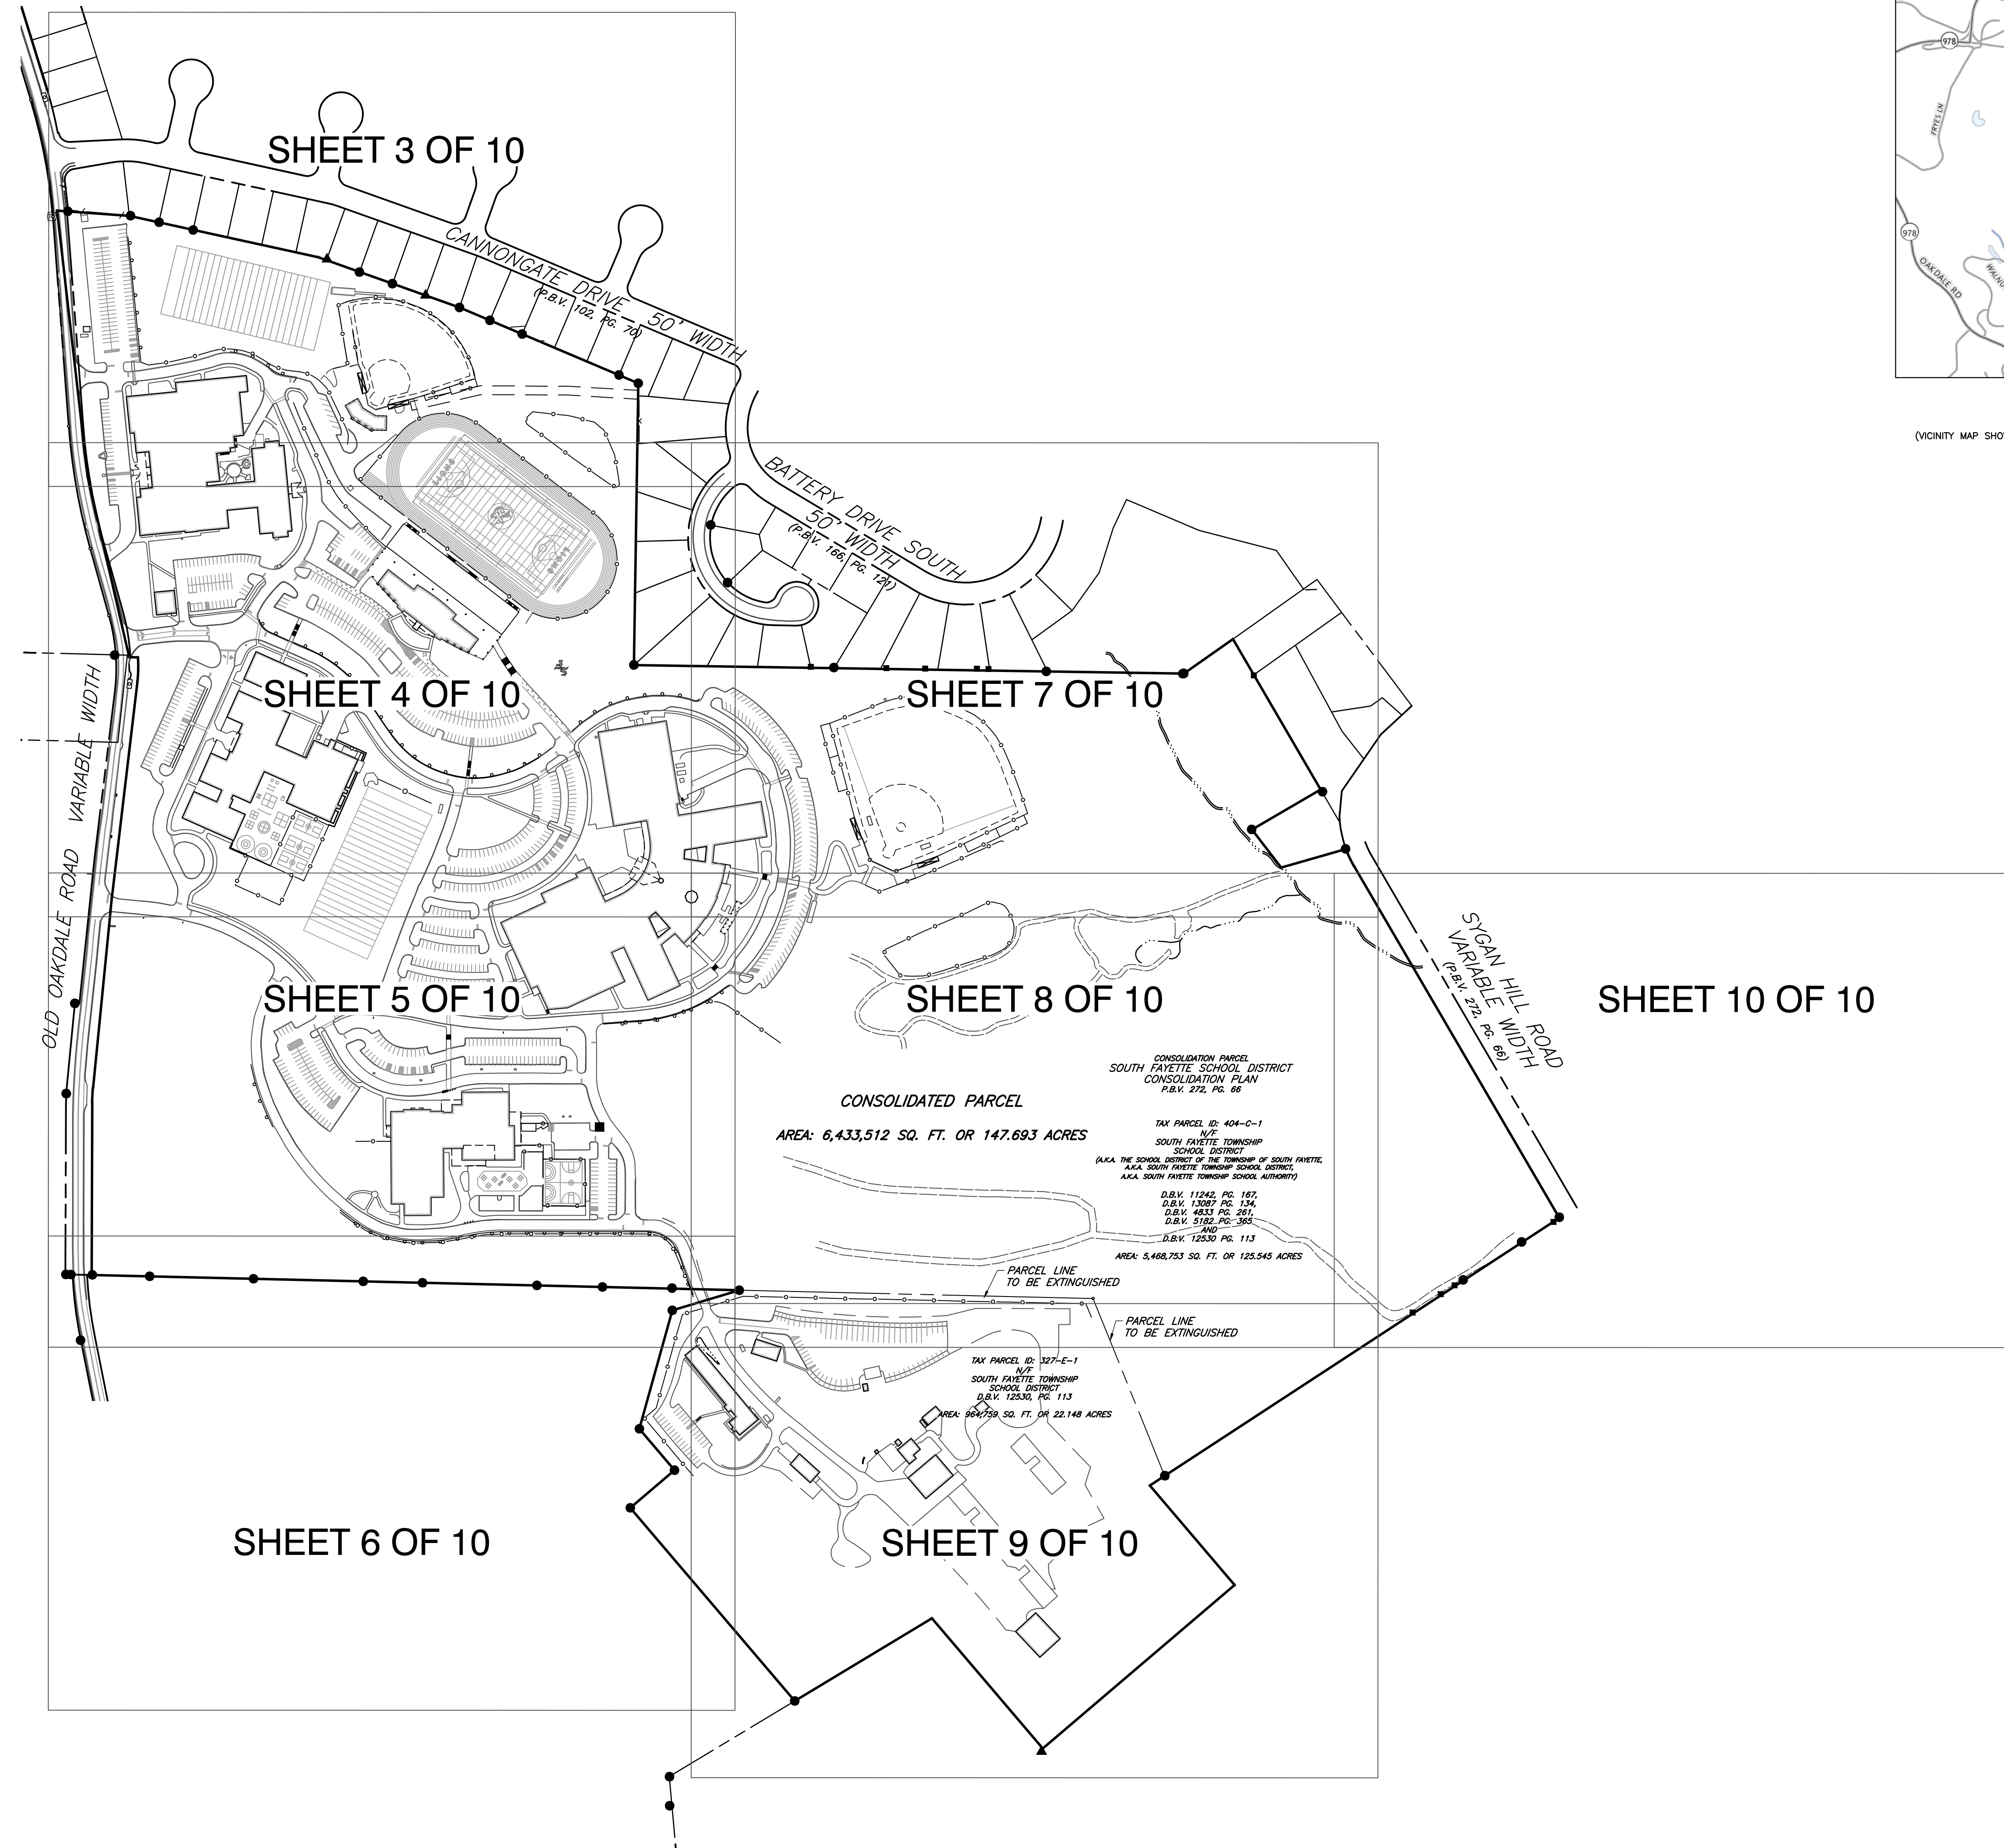 978
FRYES LN
978
OAKDALE RD
(VICINITY MAP
SHEET 3 OF 10
CANNONGATE DRIVE 50' WIDTH
(P.B.V. 102, PG. 70)
BATTERY DRIVE SOUTH
50' WIDTH
(P.B.V. 166, PG. 121)
LIONS
LIONS
SHEET 4 OF 10
SHEET 7 OF 10
OLD OAKDALE ROAD VARIABLE WIDTH
SYGAN HILL ROAD
VARIABLE WIDTH
(P.B.V. 272, PG. 66)
SHEET 5 OF 10
SHEET 8 OF 10
SHEET 10 OF 10
CONSOLIDATED PARCEL
AREA: 6,433,512 SQ. FT. OR 147.693 ACRES
CONSOLIDATION PARCEL
SOUTH FAYETTE SCHOOL DISTRICT
CONSOLIDATION PLAN
P.B.V. 272, PG. 66
TAX PARCEL ID: 404-C-1
N/F
SOUTH FAYETTE TOWNSHIP
SCHOOL DISTRICT
(A.K.A. THE SCHOOL DISTRICT OF THE TOWNSHIP OF SOUTH FAYETTE,
A.K.A. SOUTH FAYETTE TOWNSHIP SCHOOL DISTRICT,
A.K.A. SOUTH FAYETTE TOWNSHIP SCHOOL AUTHORITY)
D.B.V. 11242, PG. 167,
D.B.V. 13087 PG. 134,
D.B.V. 4833 PG. 261,
D.B.V. 5182 PG. 365
AND
D.B.V. 12530 PG. 113
AREA: 5,468,753 SQ. FT. OR 125.545 ACRES
PARCEL LINE
TO BE EXTINGUISHED
PARCEL LINE
TO BE EXTINGUISHED
TAX PARCEL ID: 327-E-1
N/F
SOUTH FAYETTE TOWNSHIP
SCHOOL DISTRICT
D.B.V. 12530, PG. 113
AREA: 964,759 SQ. FT. OR 22.148 ACRES
SHEET 6 OF 10
SHEET 9 OF 10